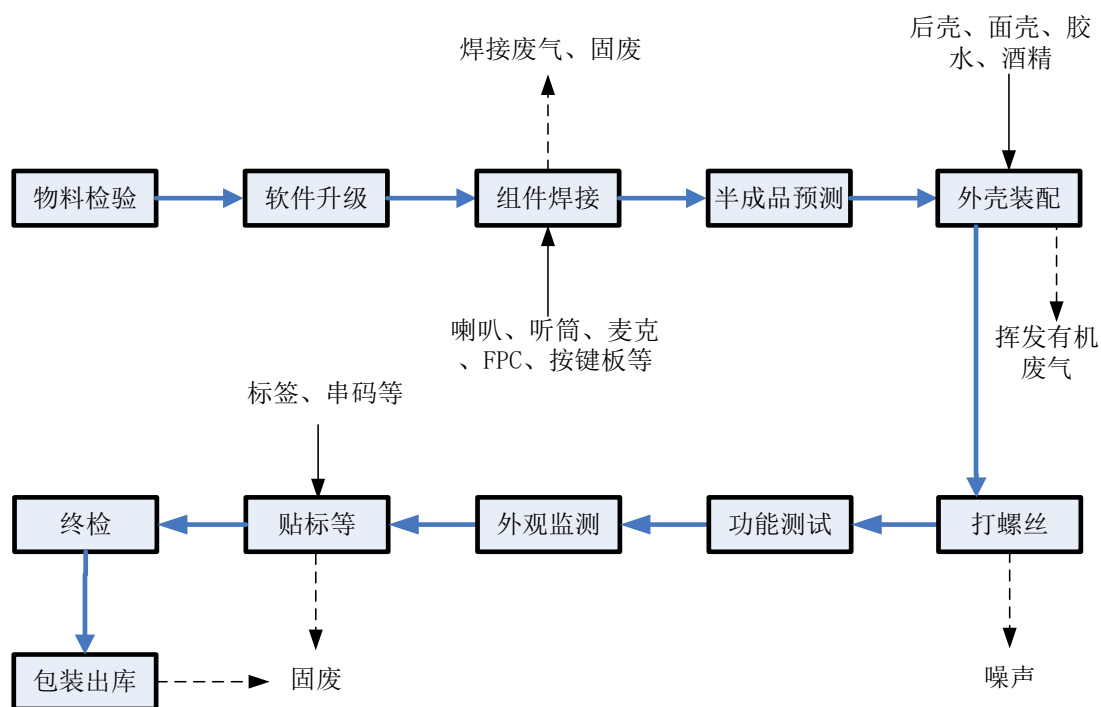 焊接废气、固废
后壳、面壳、胶
水、酒精
物料检验
软件升级
组件焊接
半成品预测
外壳装配
喇叭、听筒、麦克
、FPC、按键板等
挥发有机
废气
标签、串码等
终检
贴标等
外观监测
功能测试
打螺丝
包装出库
固废
噪声